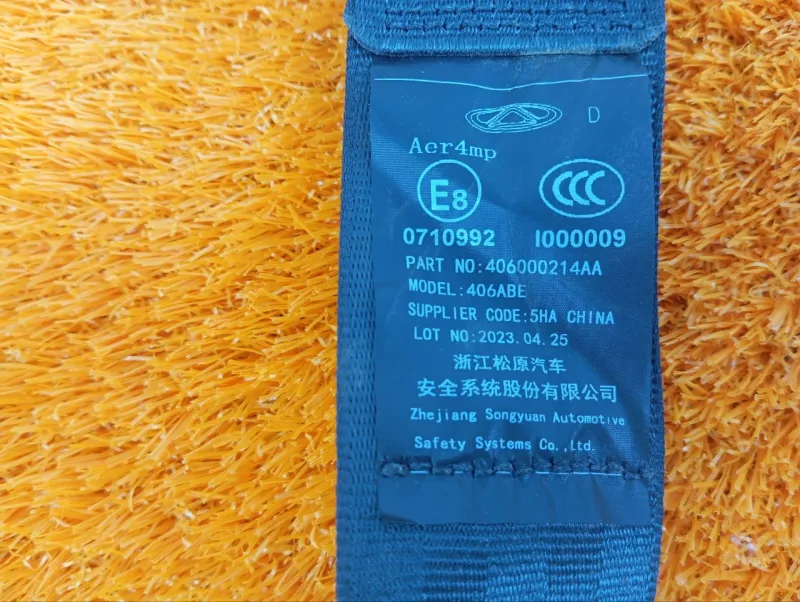 D
Aer4mp
E8
CCC
0710992 I000009
PART NO:406000214AA
MODEL:406ABE
SUPPLIER CODE:5HA CHINA
LOT NO:2023.04.25
浙江松原汽车
安全系统股份有限公司
Zhejiang Songyuan Automotive
Safety Systems Co.,Ltd.